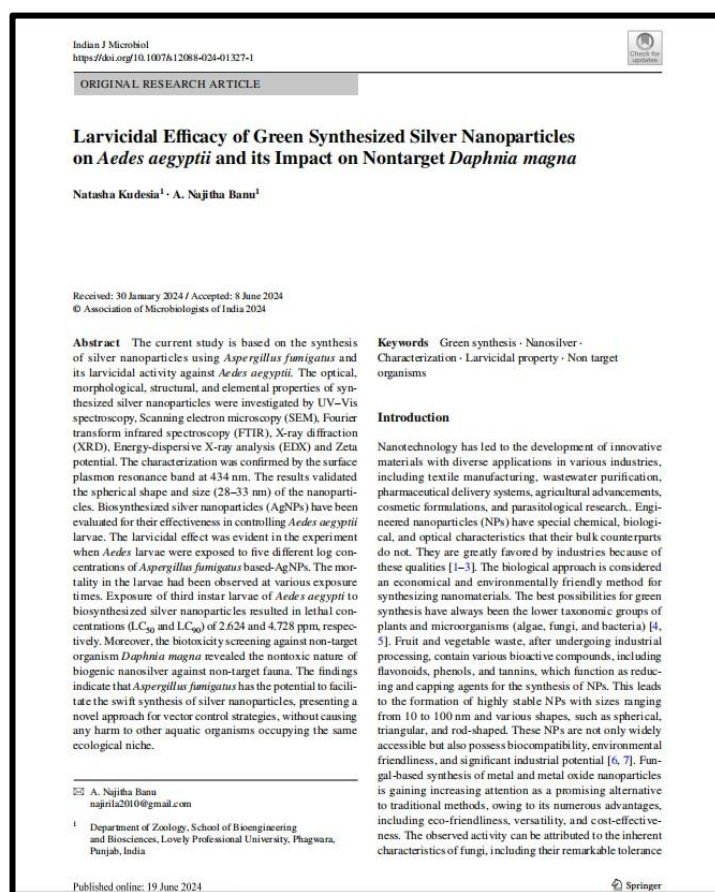 Indian J Microbiol
https://doi.org/10.1007/s12088-024-01327-1
Check for
updates
ORIGINAL RESEARCH ARTICLE
Larvicidal Efficacy of Green Synthesized Silver Nanoparticles
on Aedes aegyptii and its Impact on Nontarget Daphnia magna
Natasha Kudesia1 · A. Najitha Banu1
Received: 30 January 2024 / Accepted: 8 June 2024
© Association of Microbiologists of India 2024
Abstract The current study is based on the synthesis
of silver nanoparticles using Aspergillus fumigatus and
its larvicidal activity against Aedes aegyptii. The optical,
morphological, structural, and elemental properties of syn-
thesized silver nanoparticles were investigated by UV–Vis
spectroscopy, Scanning electron microscopy (SEM), Fourier
transform infrared spectroscopy (FTIR), X-ray diffraction
(XRD), Energy-dispersive X-ray analysis (EDX) and Zeta
potential. The characterization was confirmed by the surface
plasmon resonance band at 434 nm. The results validated
the spherical shape and size (28–33 nm) of the nanoparti-
cles. Biosynthesized silver nanoparticles (AgNPs) have been
evaluated for their effectiveness in controlling Aedes aegyptii
larvae. The larvicidal effect was evident in the experiment
when Aedes larvae were exposed to five different log con-
centrations of Aspergillus fumigatus based-AgNPs. The mor-
tality in the larvae had been observed at various exposure
times. Exposure of third instar larvae of Aedes aegypti to
biosynthesized silver nanoparticles resulted in lethal con-
centrations (LC50 and LC90) of 2.624 and 4.728 ppm, respec-
tively. Moreover, the biotoxicity screening against non-target
organism Daphnia magna revealed the nontoxic nature of
biogenic nanosilver against non-target fauna. The findings
indicate that Aspergillus fumigatus has the potential to facili-
tate the swift synthesis of silver nanoparticles, presenting a
novel approach for vector control strategies, without causing
any harm to other aquatic organisms occupying the same
ecological niche.
A. Najitha Banu
najirila2010@gmail.com
1 Department of Zoology, School of Bioengineering
and Biosciences, Lovely Professional University, Phagwara,
Punjab, India
Keywords Green synthesis · Nanosilver ·
Characterization · Larvicidal property · Non target
organisms
Introduction
Nanotechnology has led to the development of innovative
materials with diverse applications in various industries,
including textile manufacturing, wastewater purification,
pharmaceutical delivery systems, agricultural advancements,
cosmetic formulations, and parasitological research.. Engi-
neered nanoparticles (NPs) have special chemical, biologi-
cal, and optical characteristics that their bulk counterparts
do not. They are greatly favored by industries because of
these qualities [1–3]. The biological approach is considered
an economical and environmentally friendly method for
synthesizing nanomaterials. The best possibilities for green
synthesis have always been the lower taxonomic groups of
plants and microorganisms (algae, fungi, and bacteria) [4,
5]. Fruit and vegetable waste, after undergoing industrial
processing, contain various bioactive compounds, including
flavonoids, phenols, and tannins, which function as reduc-
ing and capping agents for the synthesis of NPs. This leads
to the formation of highly stable NPs with sizes ranging
from 10 to 100 nm and various shapes, such as spherical,
triangular, and rod-shaped. These NPs are not only widely
accessible but also possess biocompatibility, environmental
friendliness, and significant industrial potential [6, 7]. Fun-
gal-based synthesis of metal and metal oxide nanoparticles
is gaining increasing attention as a promising alternative
to traditional methods, owing to its numerous advantages,
including eco-friendliness, versatility, and cost-effective-
ness. The observed activity can be attributed to the inherent
characteristics of fungi, including their remarkable tolerance
Published online: 19 June 2024
Springer